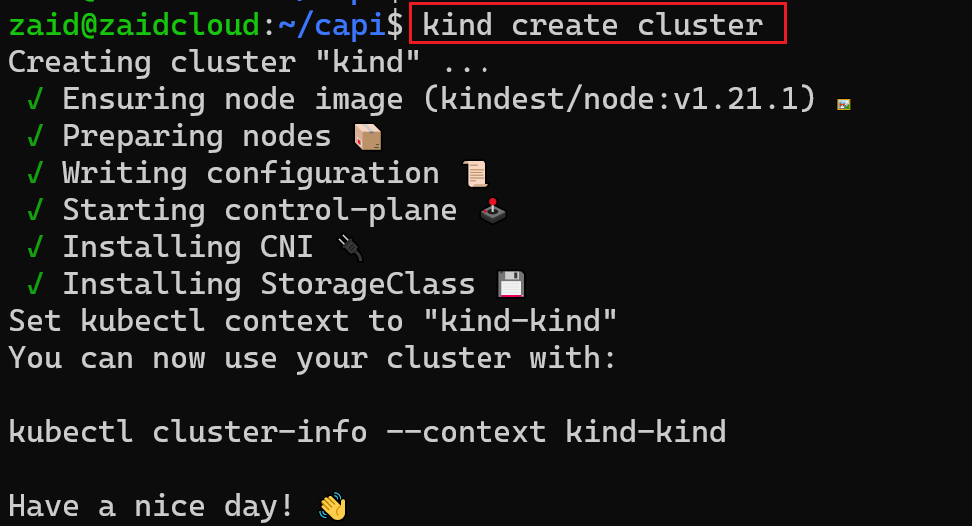 zaid@zaidcloud:~/capi$ kind create cluster
Creating cluster "kind" ...
✓ Ensuring node image (kindest/node:v1.21.1) 🖼
✓ Preparing nodes 📦
✓ Writing configuration 📜
✓ Starting control-plane 🕹️
✓ Installing CNI 🔌
✓ Installing StorageClass 💾
Set kubectl context to "kind-kind"
You can now use your cluster with:
kubectl cluster-info --context kind-kind
Have a nice day! 👋